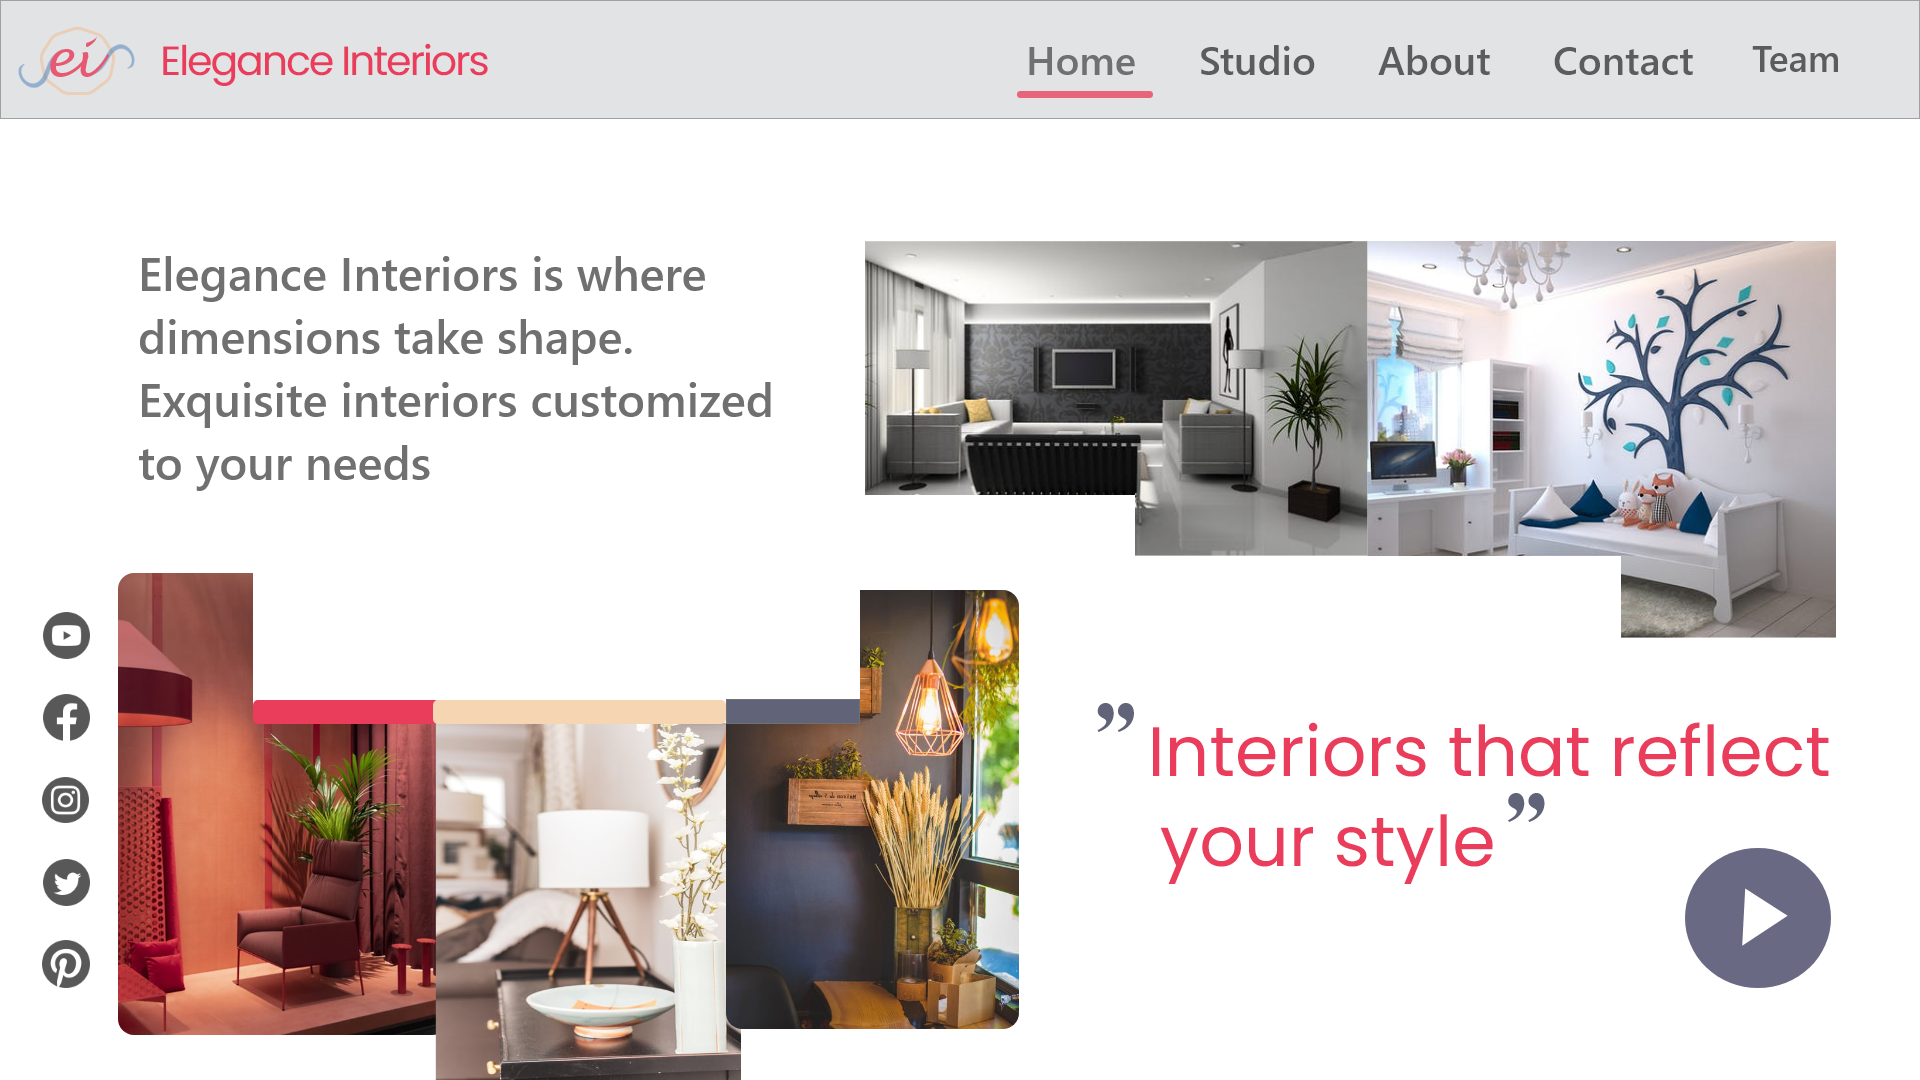 ei Elegance Interiors
Home Studio About Contact Team
Elegance Interiors is where
dimensions take shape.
Exquisite interiors customized
to your needs
” Interiors that reflect
your style ”